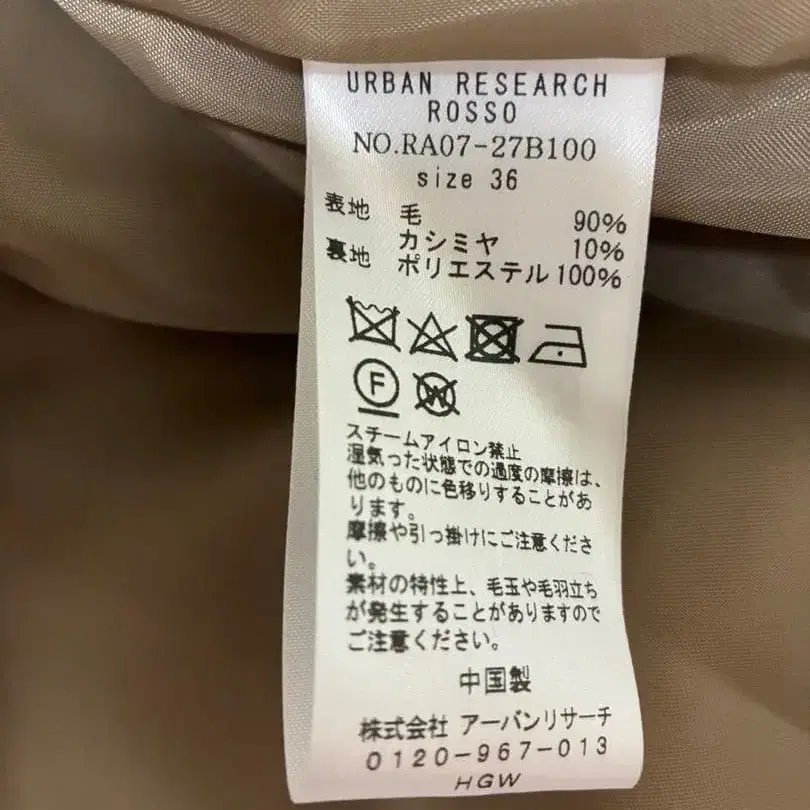 URBAN RESEARCH
ROSSO
NO.RA07-27B100
size 36
表地 毛 90%
カシミヤ 10%
裏地 ポリエステル 100%
F W
スチームアイロン禁止
湿気った状態での過度の摩擦は、
他のものに色移りすることがあ
ります。
摩擦や引っ掛けにご注意くださ
い。
素材の特性上、毛玉や毛羽立ち
が発生することがありますので
ご注意ください。
中国製
株式会社 アーバンリサーチ
0120-967-013
HGW